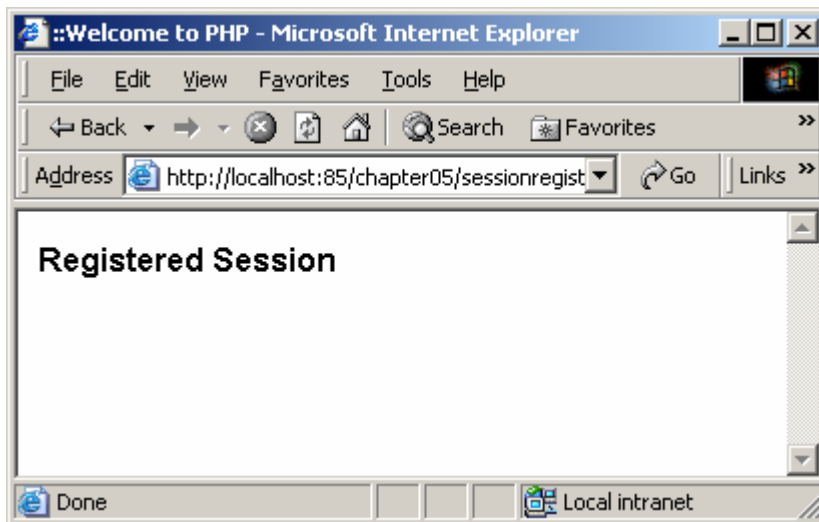 ::Welcome to PHP - Microsoft Internet Explorer
File Edit View Favorites Tools Help
Back Search Favorites »
Address http://localhost:85/chapter05/sessionregist Go Links »
Registered Session
Done Local intranet